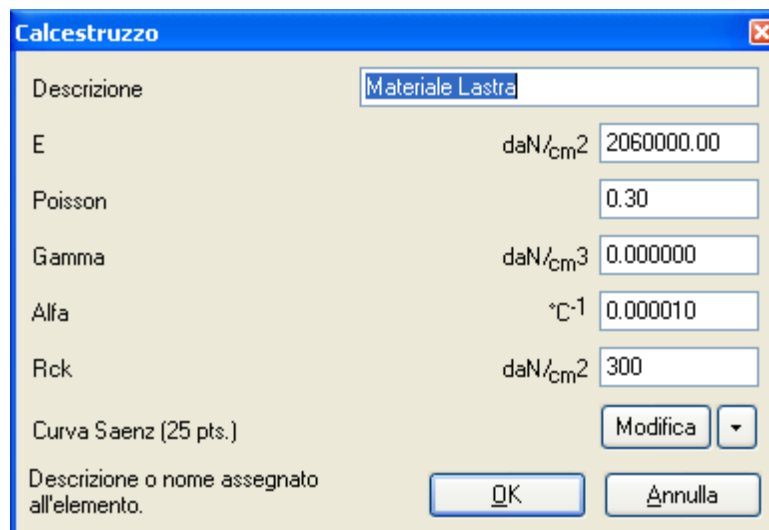 Calcestruzzo
Descrizione Materiale Lastra
E daN/cm2 2060000.00
Poisson 0.30
Gamma daN/cm3 0.000000
Alfa °C-1 0.000010
Rck daN/cm2 300
Curva Saenz (25 pts.) Modifica
Descrizione o nome assegnato
all'elemento. OK Annulla